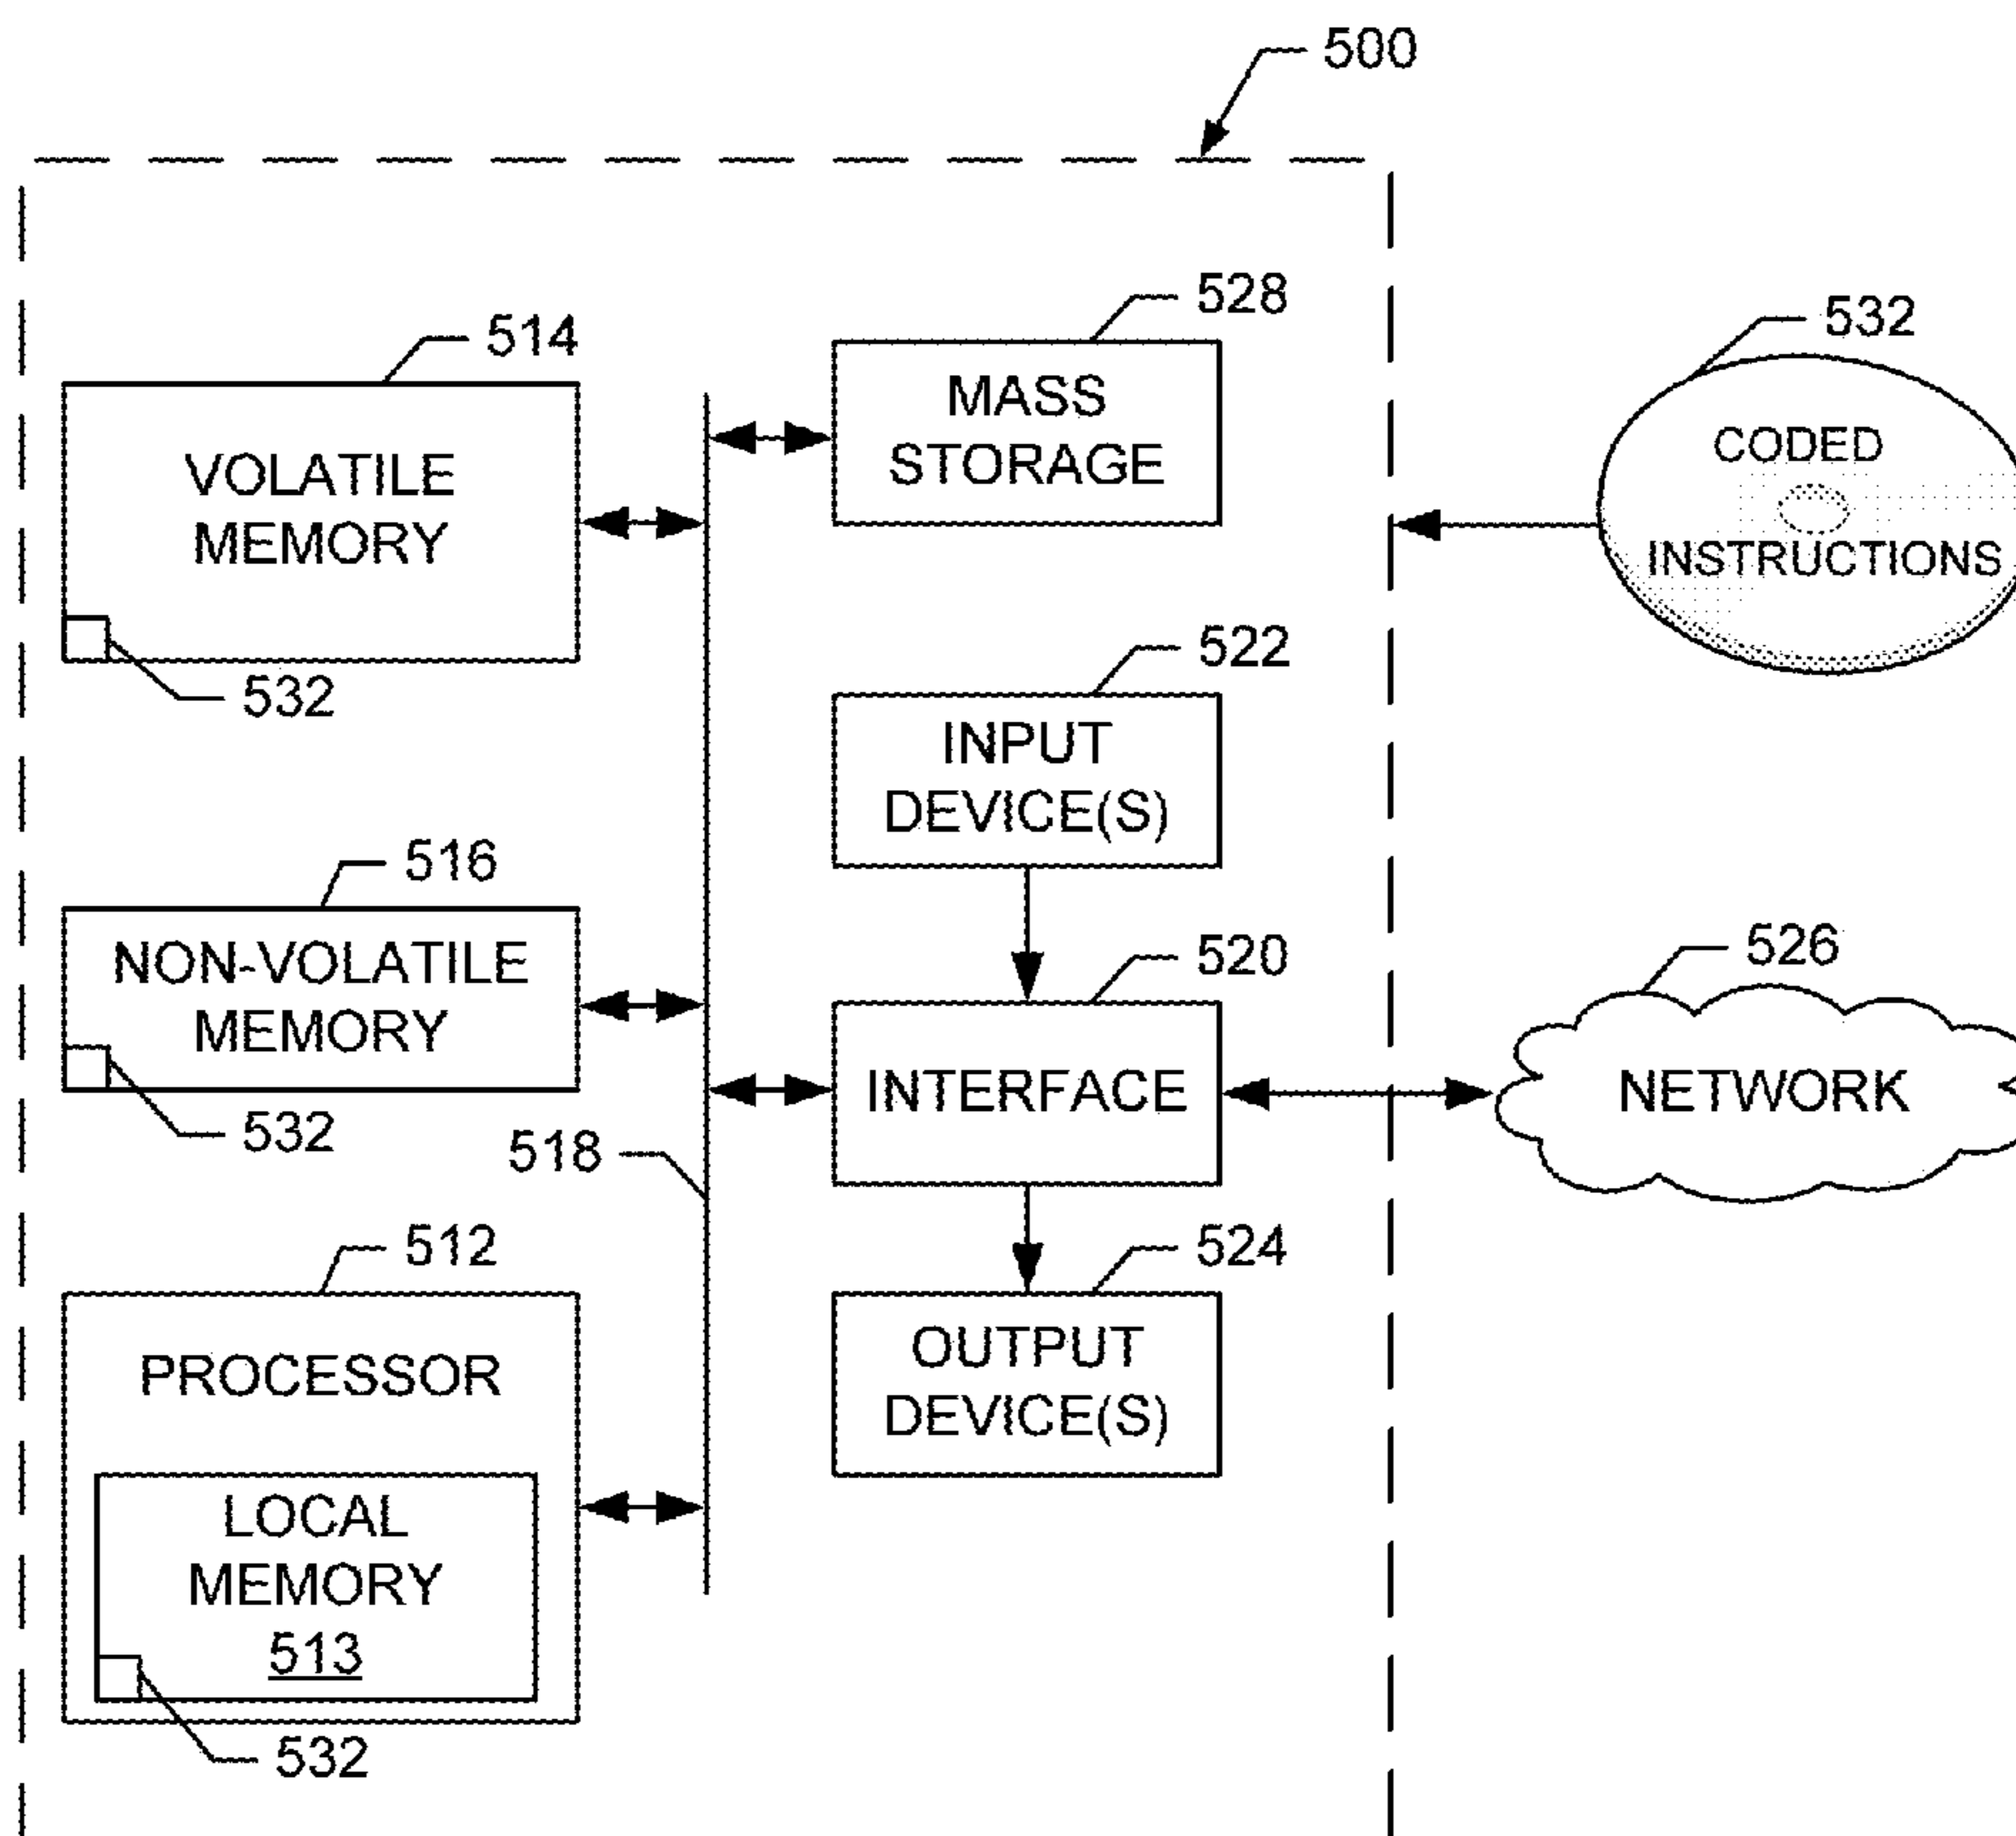 500
528
MASS
STORAGE
514
VOLATILE
MEMORY
532
532
CODED
INSTRUCTIONS
522
INPUT
DEVICE(S)
516
NON-VOLATILE
MEMORY
532
518
520
INTERFACE
526
NETWORK
512
PROCESSOR
LOCAL
MEMORY
513
532
524
OUTPUT
DEVICE(S)